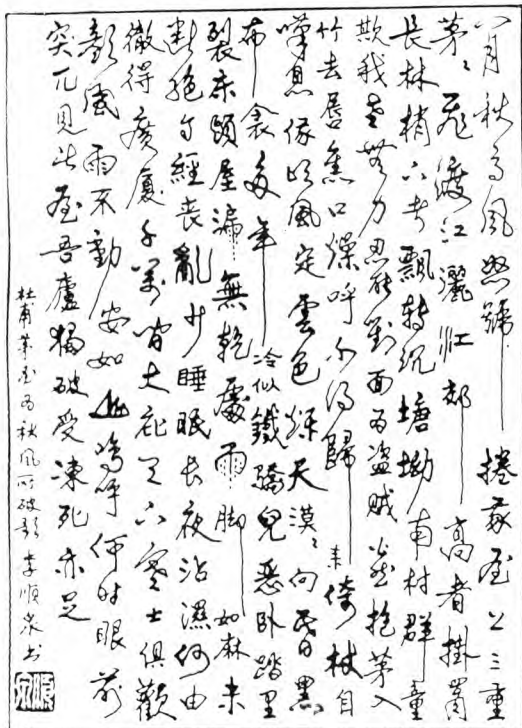 八月秋高風怒號捲我屋上三重
茅々飛渡江灑江郊高者掛罥
長林梢下者飄轉沉塘坳南村群童
欺我老無力忍能對面為盜賊公然抱茅入
竹去唇焦口燥呼不得歸來倚杖自
嘆息俄頃風定雲色秋天漠々向昏黑
布衾多年冷似鐵驕兒惡卧踏里
裂床頭屋漏無乾處雨脚如麻未
斷絕自經喪亂少睡眠長夜沾濕何由
徹得廣廈千萬間大庇天下寒士俱歡
顏風雨不動安如山嗚呼何時眼前
突兀見此屋吾廬獨破受凍死亦足
杜甫茅屋為秋風所破歌 李順泉书
順泉